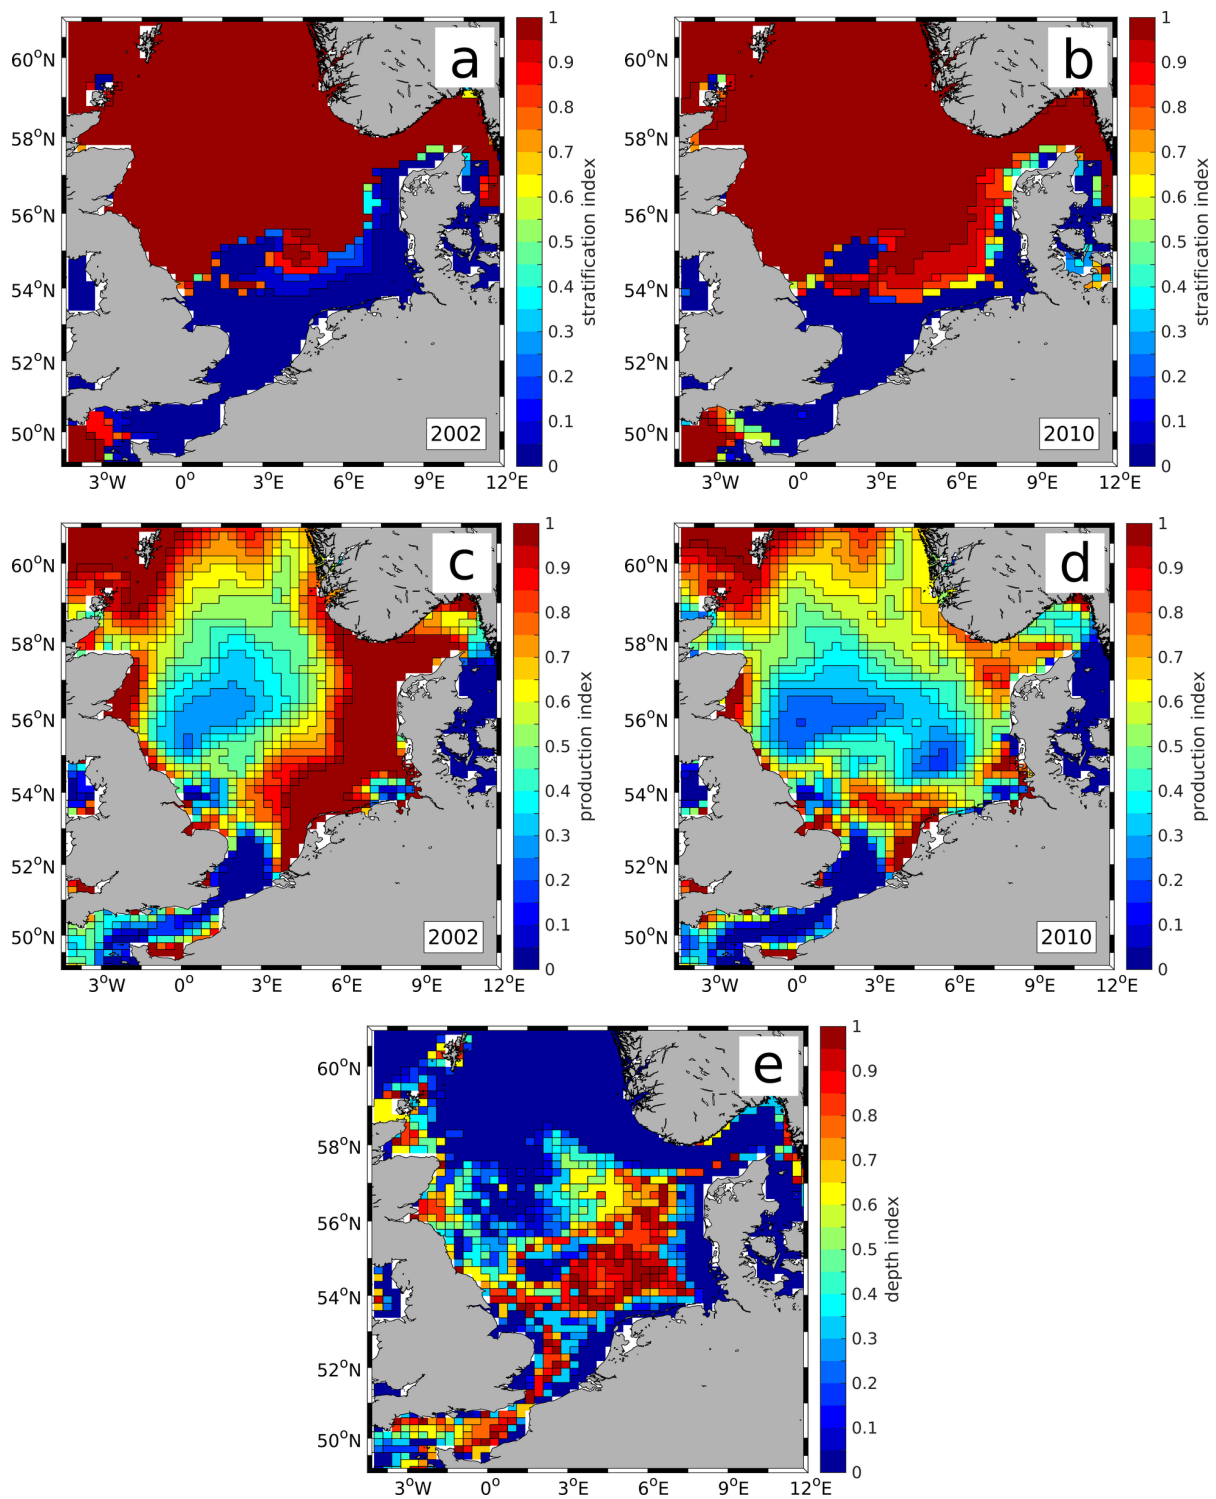 a
60°N
58°N
56°N
54°N
52°N
50°N
3°W
0°
3°E
6°E
9°E
12°E
2002
1
0.9
0.8
0.7
0.6
0.5
0.4
0.3
0.2
0.1
0
stratification index
b
60°N
58°N
56°N
54°N
52°N
50°N
3°W
0°
3°E
6°E
9°E
12°E
2010
1
0.9
0.8
0.7
0.6
0.5
0.4
0.3
0.2
0.1
0
stratification index
c
60°N
58°N
56°N
54°N
52°N
50°N
3°W
0°
3°E
6°E
9°E
12°E
2002
1
0.9
0.8
0.7
0.6
0.5
0.4
0.3
0.2
0.1
0
production index
d
60°N
58°N
56°N
54°N
52°N
50°N
3°W
0°
3°E
6°E
9°E
12°E
2010
1
0.9
0.8
0.7
0.6
0.5
0.4
0.3
0.2
0.1
0
production index
e
60°N
58°N
56°N
54°N
52°N
50°N
3°W
0°
3°E
6°E
9°E
12°E
1
0.9
0.8
0.7
0.6
0.5
0.4
0.3
0.2
0.1
0
depth index